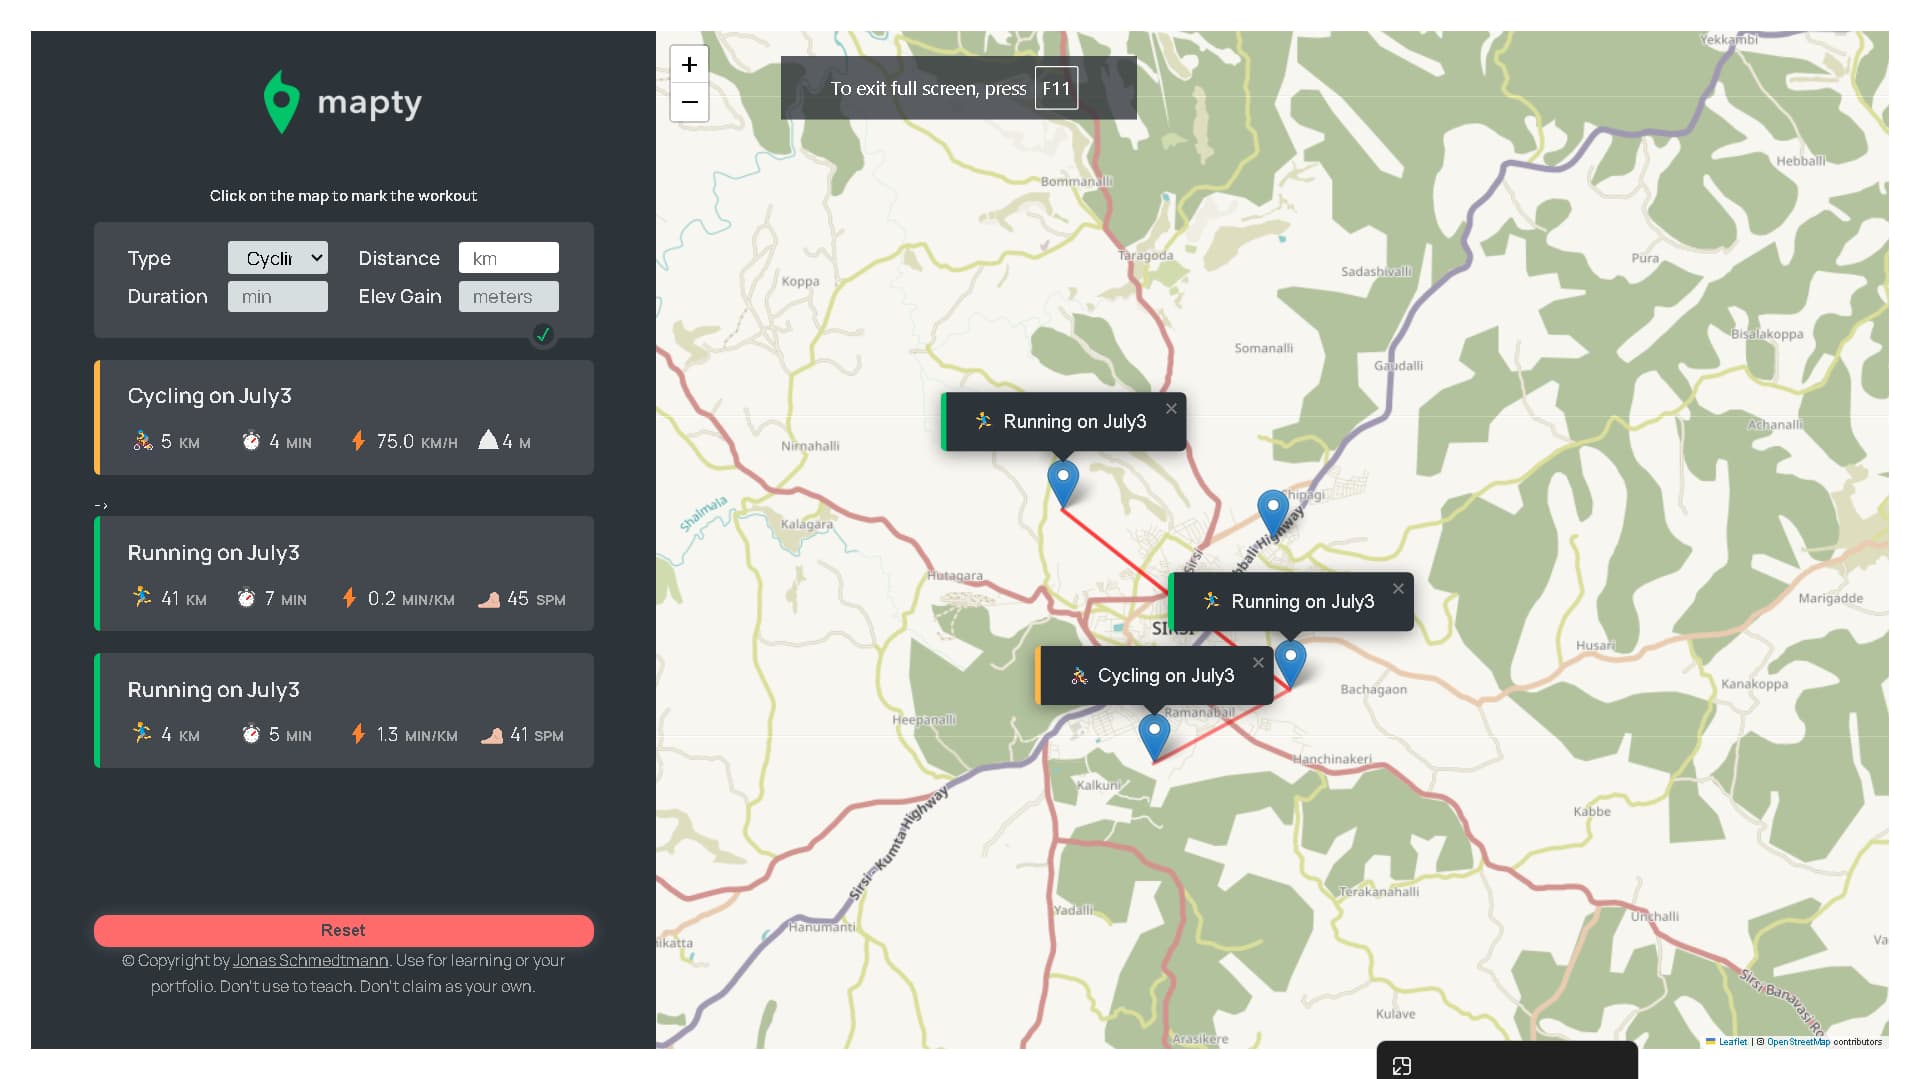 mapty
Click on the map to mark the workout
Type
Cyclir
Distance
km
Duration
min
Elev Gain
meters
Cycling on July3
5 KM
4 MIN
75.0 KM/H
4 M
->
Running on July3
41 KM
7 MIN
0.2 MIN/KM
45 SPM
Running on July3
4 KM
5 MIN
1.3 MIN/KM
41 SPM
Reset
© Copyright by Jonas Schmedtmann. Use for learning or your
portfolio. Don't use to teach. Don't claim as your own.
+
−
To exit full screen, press F11
Yekkambi
Hebballi
Bommanalli
Taragoda
Sadashivalli
Pura
Koppa
Bisalakoppa
Somanalli
Gaudalli
Running on July3
Achanalli
Nirnahalli
Chipagi
Shalmala
Kalagara
Sirsi
Hutagara
Running on July3
Marigadde
Husari
Cycling on July3
Bachagaon
Kanakoppa
Heepanalli
Ramanabail
Hanchinakeri
Kalkuni
Kabbe
Sirsi-Kumta Highway
Terakanahalli
Yadalli
Unchalli
Hanumanti
Kulave
Arasikere
Leaflet | © OpenStreetMap contributors